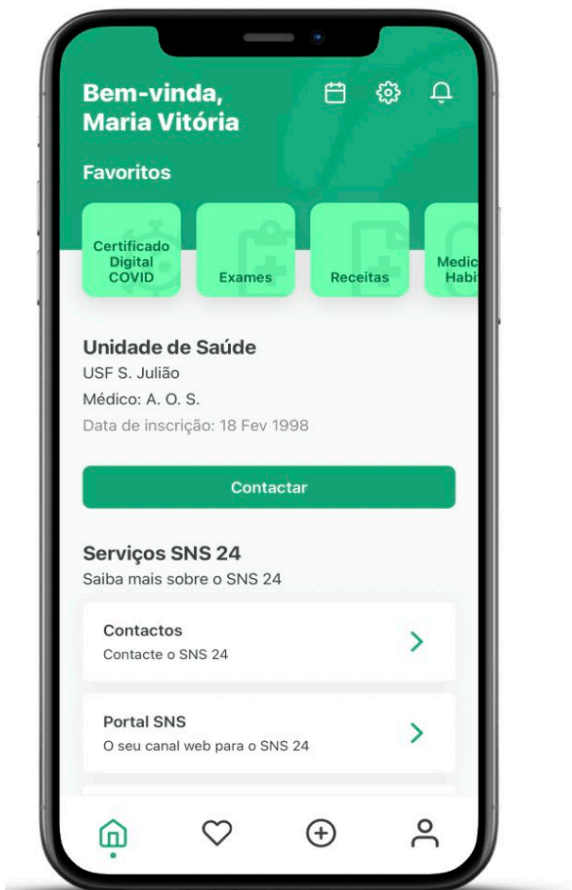 Bem-vinda,
Maria Vitória
Favoritos
Certificado
Digital
COVID
Exames
Receitas
Medic
Habi
Unidade de Saúde
USF S. Julião
Médico: A. O. S.
Data de inscrição: 18 Fev 1998
Contactar
Serviços SNS 24
Saiba mais sobre o SNS 24
Contactos
Contacte o SNS 24
Portal SNS
O seu canal web para o SNS 24